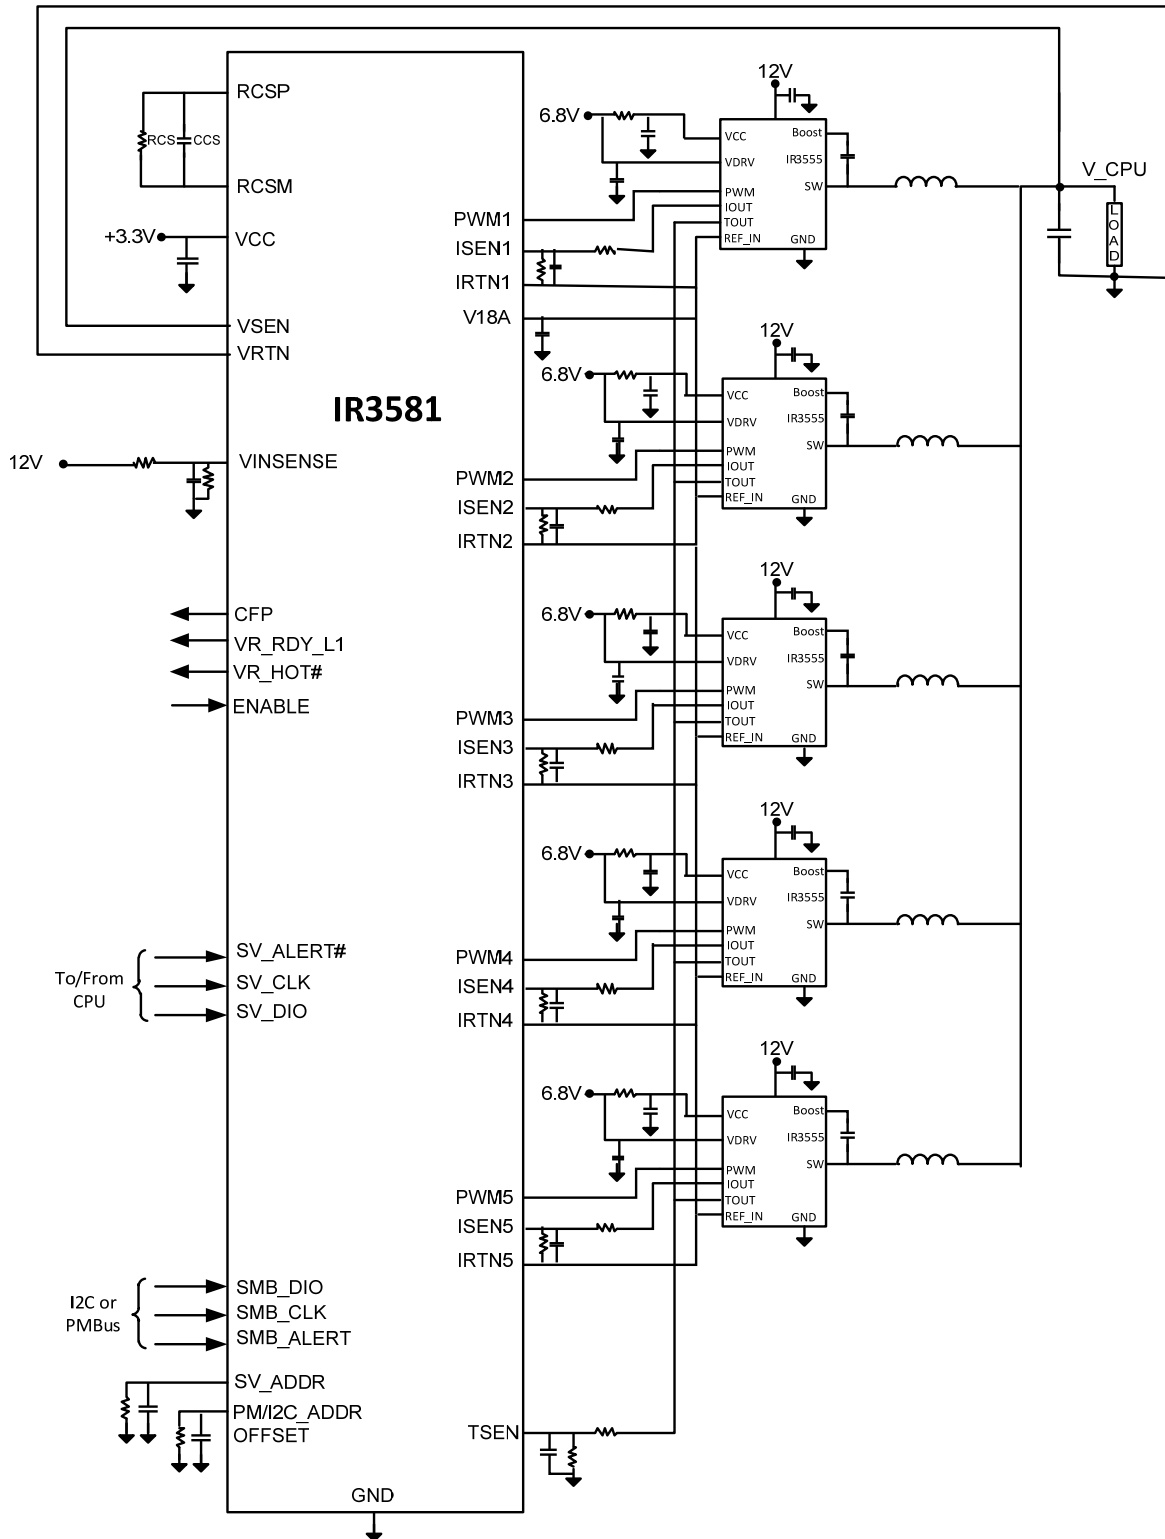 RCSP
RCS
CCS
RCSM
+3.3V
VCC
VSEN
VRTN
IR3581
12V
VINSENSE
CFP
VR_RDY_L1
VR_HOT#
ENABLE
To/From
CPU
SV_ALERT#
SV_CLK
SV_DIO
I2C or
PMBus
SMB_DIO
SMB_CLK
SMB_ALERT
SV_ADDR
PM/I2C_ADDR
OFFSET
GND
PWM1
ISEN1
IRTN1
V18A
PWM2
ISEN2
IRTN2
PWM3
ISEN3
IRTN3
PWM4
ISEN4
IRTN4
PWM5
ISEN5
IRTN5
TSEN
12V
6.8V
VCC
VDRV
PWM
IOUT
TOUT
REF_IN
Boost
IR3555
SW
GND
12V
6.8V
VCC
VDRV
PWM
IOUT
TOUT
REF_IN
Boost
IR3555
SW
GND
12V
6.8V
VCC
VDRV
PWM
IOUT
TOUT
REF_IN
Boost
IR3555
SW
GND
12V
6.8V
VCC
VDRV
PWM
IOUT
TOUT
REF_IN
Boost
IR3555
SW
GND
12V
6.8V
VCC
VDRV
PWM
IOUT
TOUT
REF_IN
Boost
IR3555
SW
GND
V_CPU
LOAD